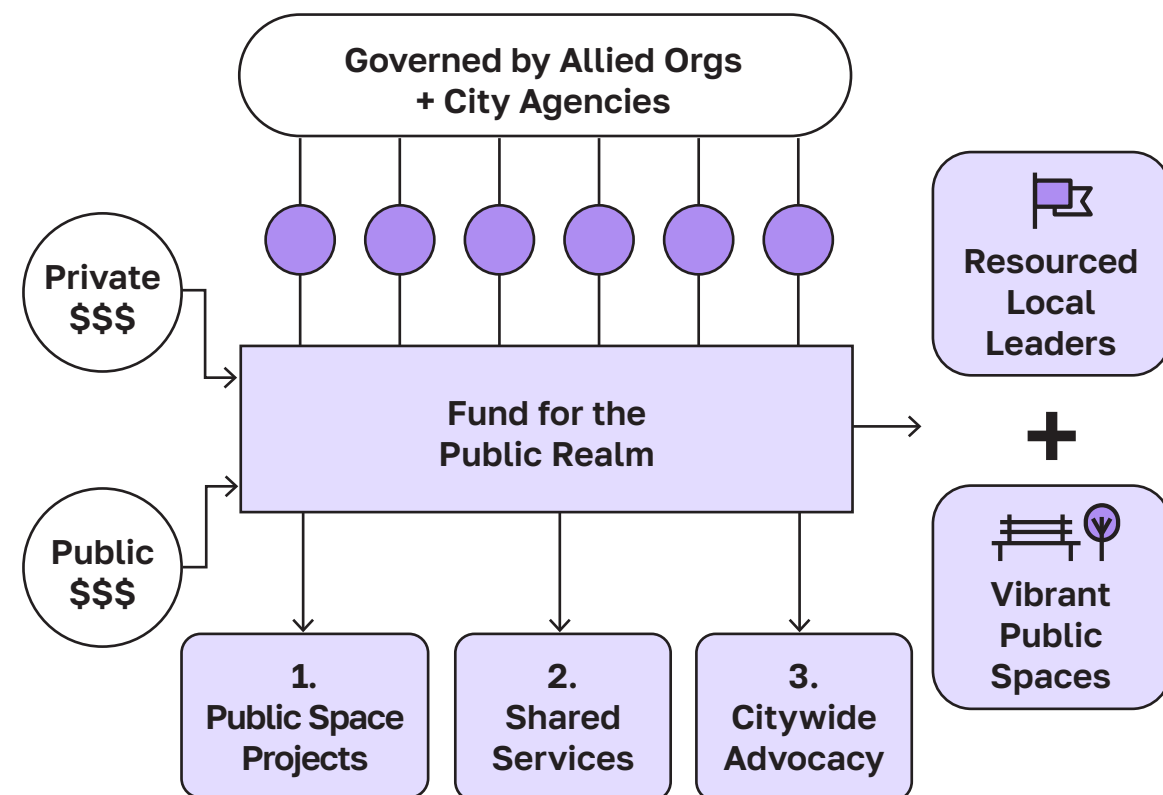 Governed by Allied Orgs
+ City Agencies
Private
$$$
Public
$$$
Fund for the
Public Realm
1.
Public Space
Projects
2.
Shared
Services
3.
Citywide
Advocacy
Resourced
Local
Leaders
+
Vibrant
Public
Spaces